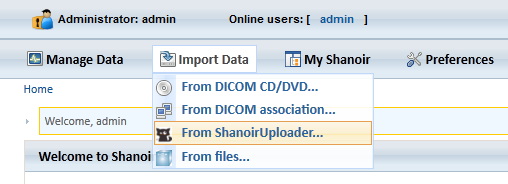 Administrator: admin Online users: [ admin ]
Manage Data Import Data My Shanoir Preferences
From DICOM CD/DVD...
Home
From DICOM association...
Welcome, admin
From ShanoirUploader...
Welcome to Shanoi
From files...